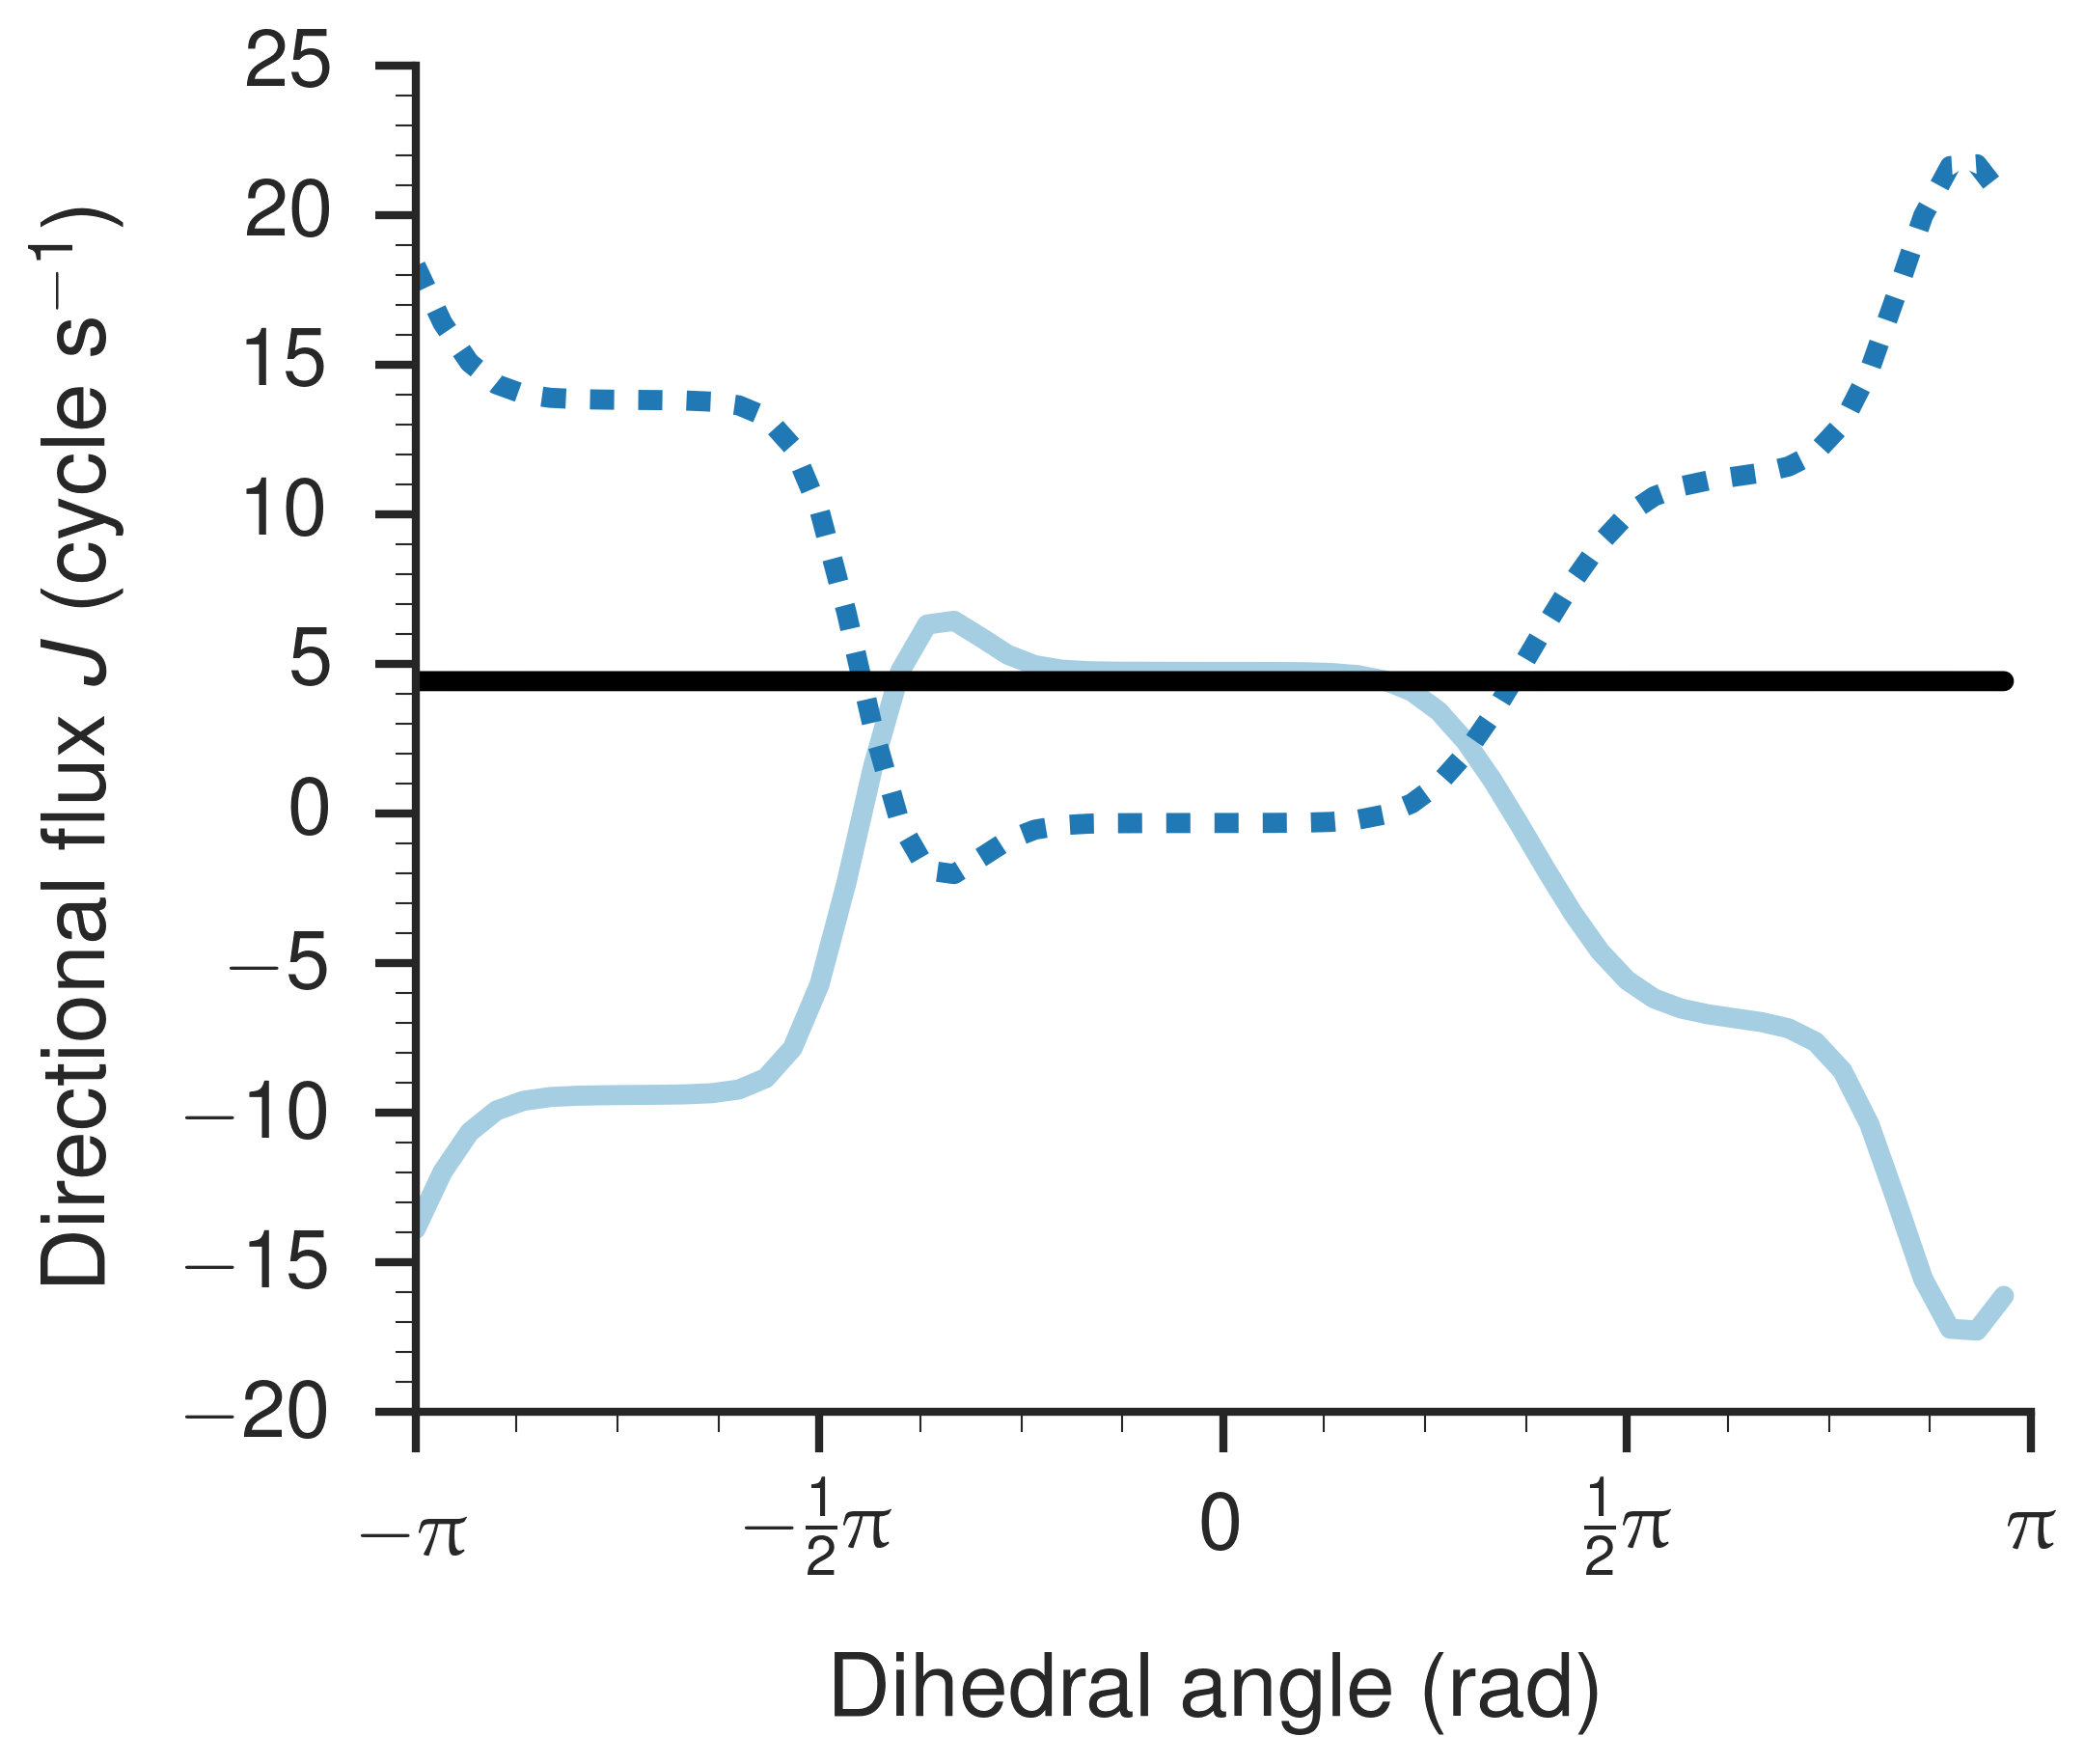 Directional flux J (cycle s⁻¹)
25
20
15
10
5
0
−5
−10
−15
−20
−π
−½π
0
½π
π
Dihedral angle (rad)